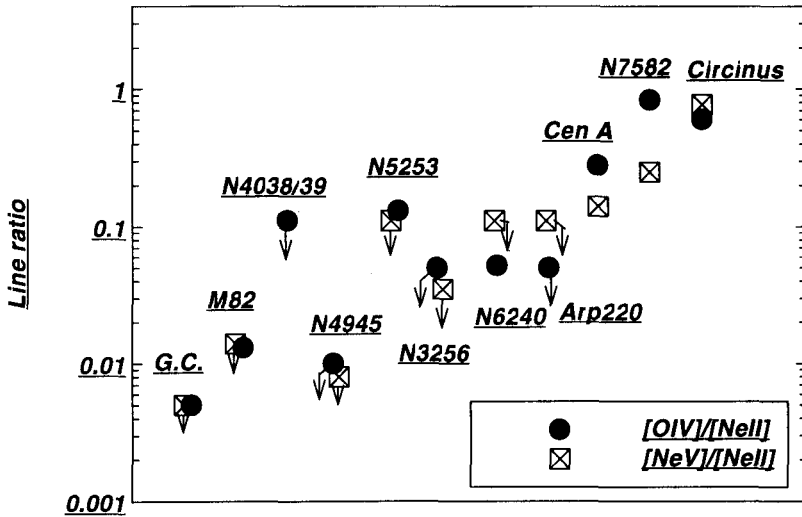 N7582 Circinus
1
Cen A
N5253
N4038/39
0.1
Line ratio
M82
N4945
N6240 Arp220
N3256
G.C.
0.01
[OIV]/[NeII]
[NeV]/[NeII]
0.001